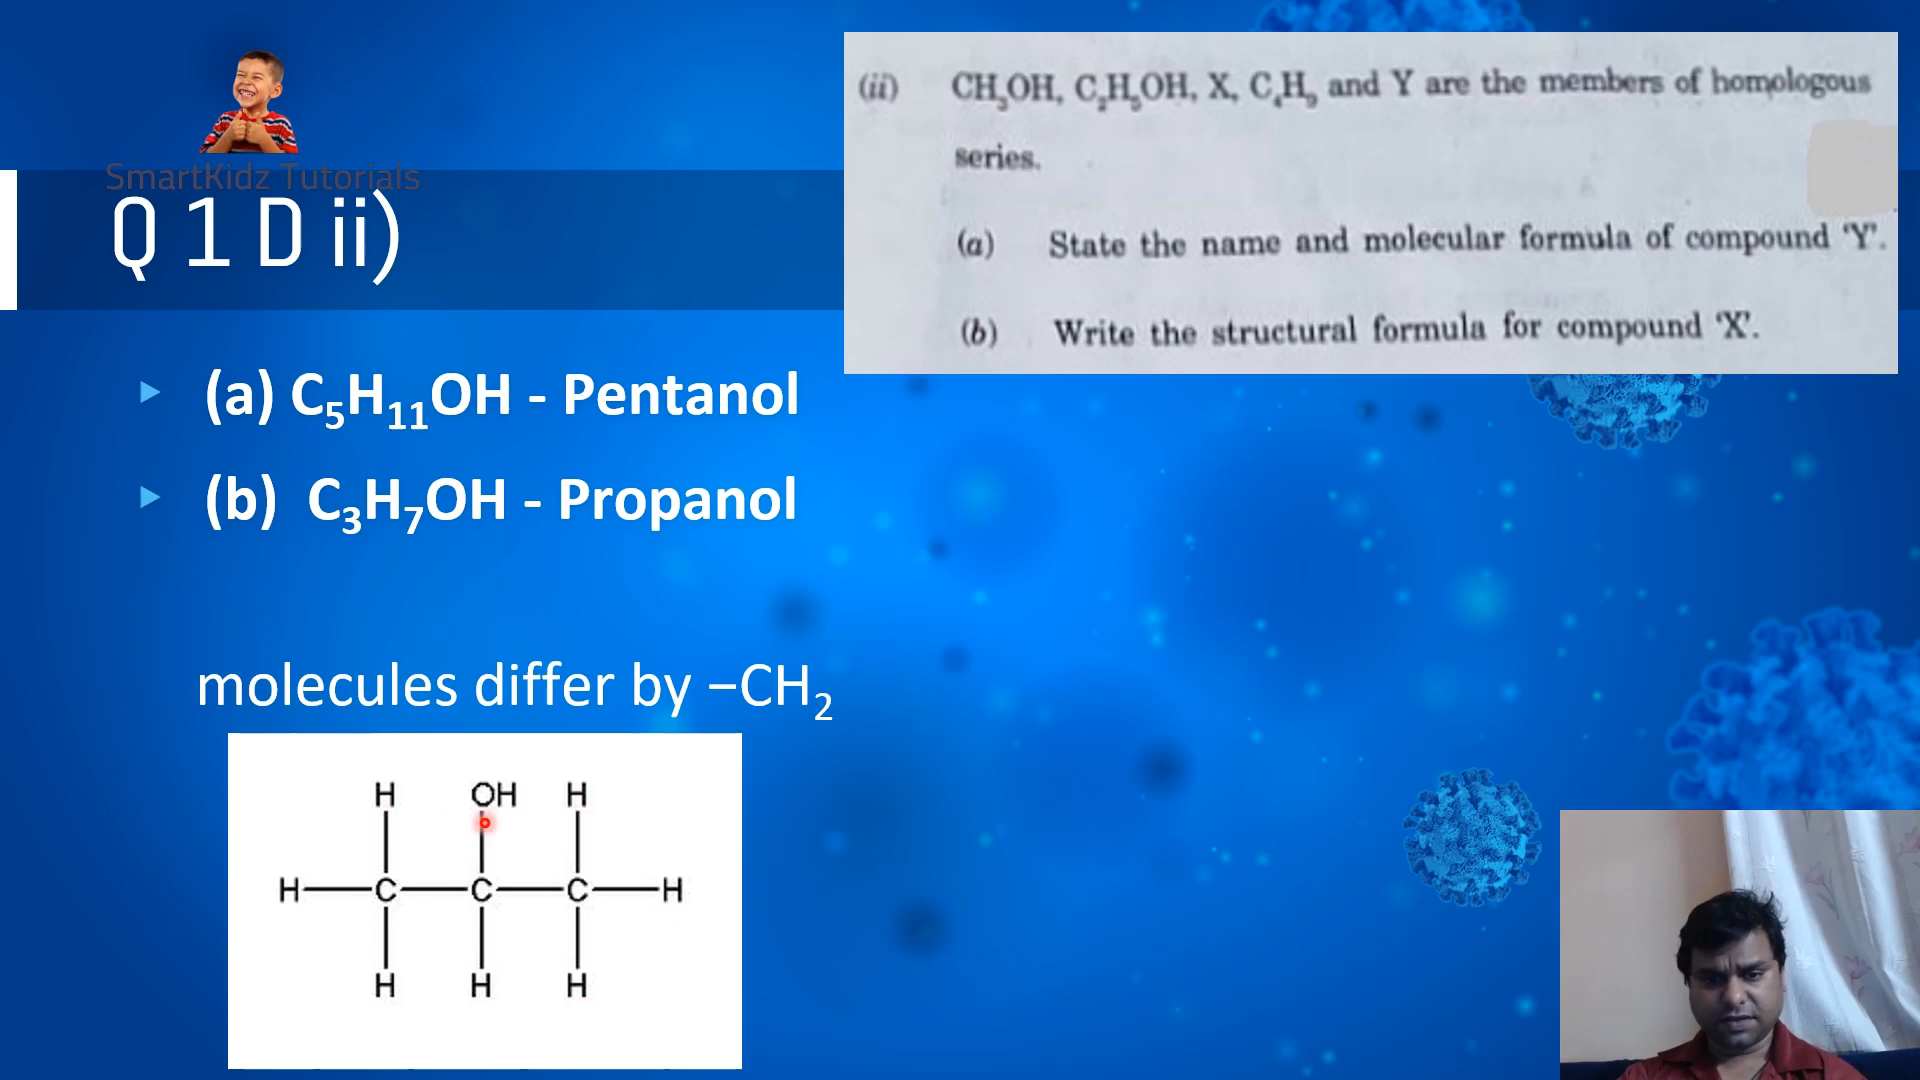 SmartKidz Tutorials
Q 1 D ii)
(ii) CH₃OH, C₂H₅OH, X, C₄H₉ and Y are the members of homologous
series.
(a) State the name and molecular formula of compound ‘Y’.
(b) Write the structural formula for compound ‘X’.
(a) C₅H₁₁OH - Pentanol
(b) C₃H₇OH - Propanol
molecules differ by –CH₂
H OH H
H C C C H
H H H